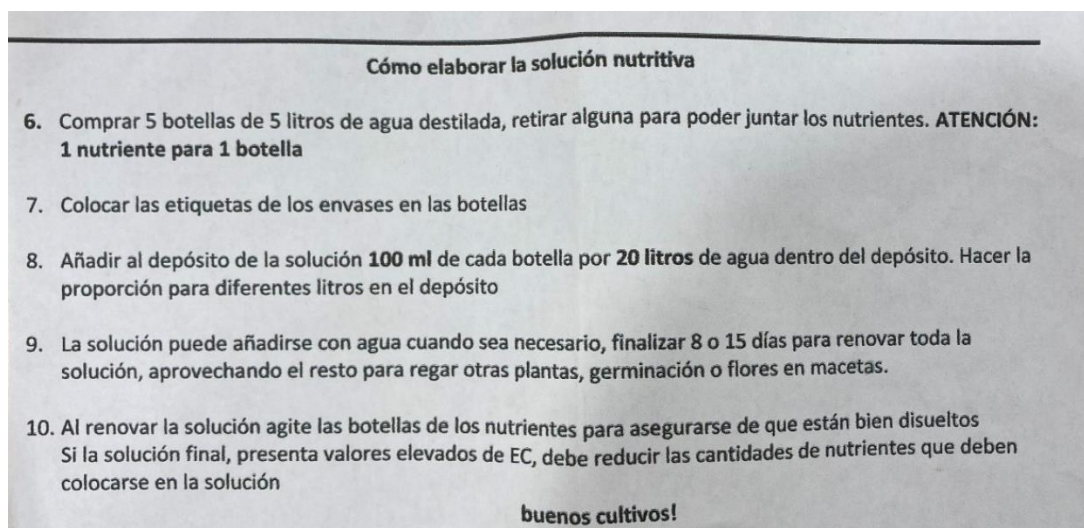 Cómo elaborar la solución nutritiva
6. Comprar 5 botellas de 5 litros de agua destilada, retirar alguna para poder juntar los nutrientes. ATENCIÓN:
1 nutriente para 1 botella
7. Colocar las etiquetas de los envases en las botellas
8. Añadir al depósito de la solución 100 ml de cada botella por 20 litros de agua dentro del depósito. Hacer la
proporción para diferentes litros en el depósito
9. La solución puede añadirse con agua cuando sea necesario, finalizar 8 o 15 días para renovar toda la
solución, aprovechando el resto para regar otras plantas, germinación o flores en macetas.
10. Al renovar la solución agite las botellas de los nutrientes para asegurarse de que están bien disueltos
Si la solución final, presenta valores elevados de EC, debe reducir las cantidades de nutrientes que deben
colocarse en la solución
buenos cultivos!